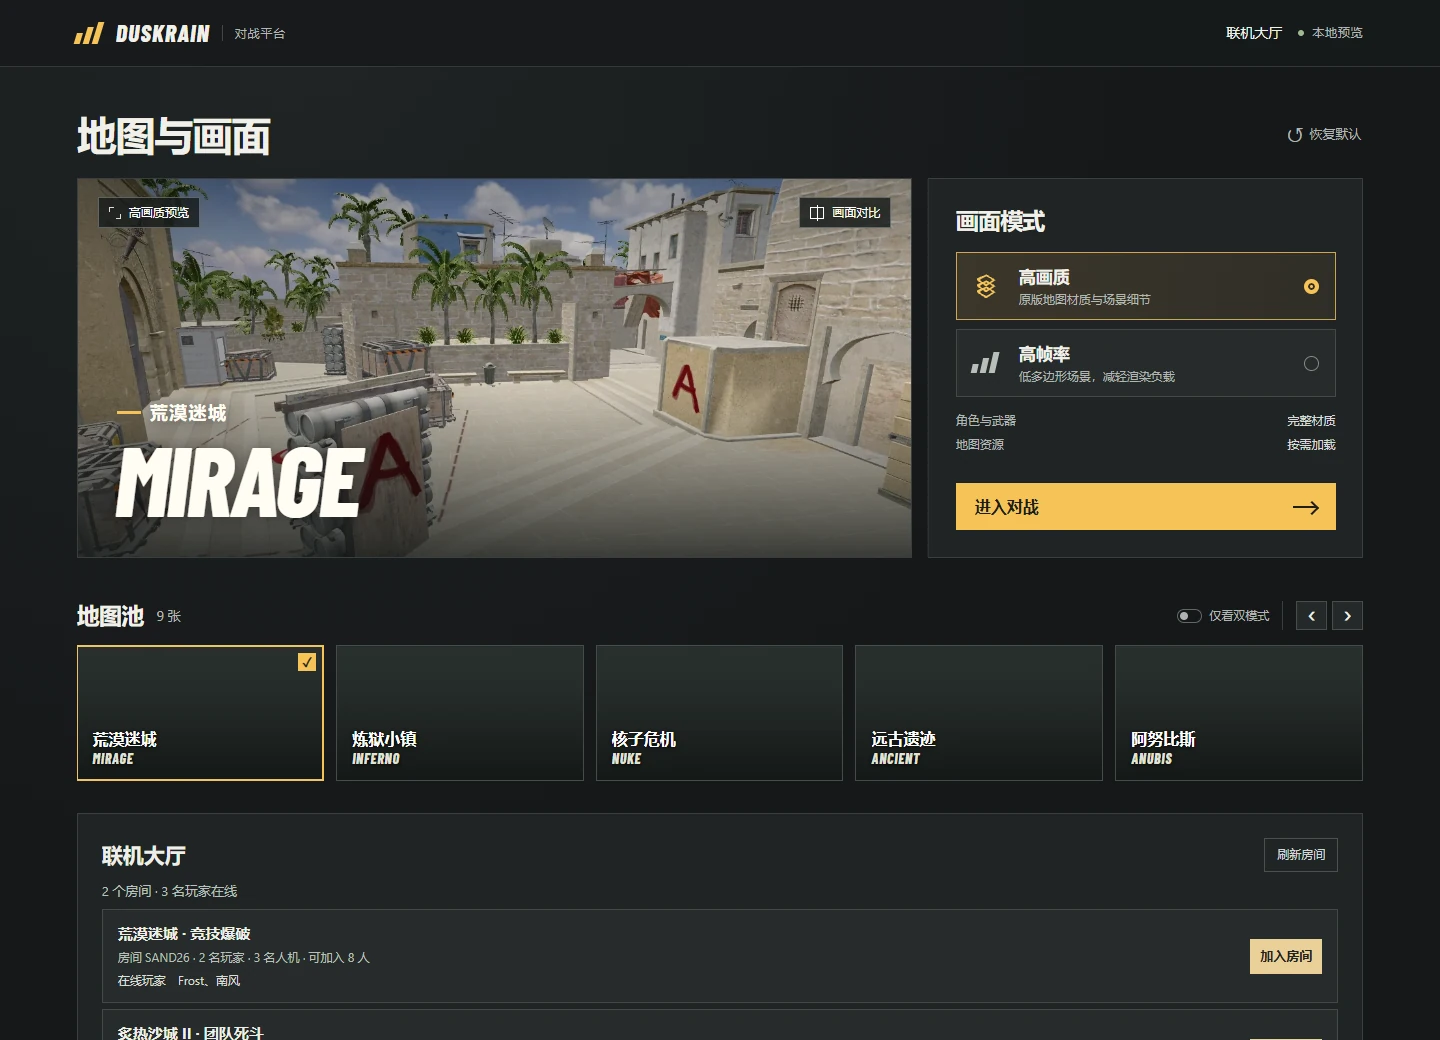 DUSKRAIN 对战平台
联机大厅 本地预览
地图与画面
恢复默认
高画质预览
画面对比
荒漠迷城
MIRAGE
A
A
画面模式
高画质
原版地图材质与场景细节
高帧率
低多边形场景，减轻渲染负载
角色与武器 完整材质
地图资源 按需加载
进入对战
地图池 9 张
仅看双模式
荒漠迷城
MIRAGE
炼狱小镇
INFERNO
核子危机
NUKE
远古遗迹
ANCIENT
阿努比斯
ANUBIS
联机大厅
刷新房间
2 个房间 · 3 名玩家在线
荒漠迷城 · 竞技爆破
房间 SAND26 · 2 名玩家 · 3 名人机 · 可加入 8 人
在线玩家 Frost、南风
加入房间
炙热沙城 II · 团队死斗